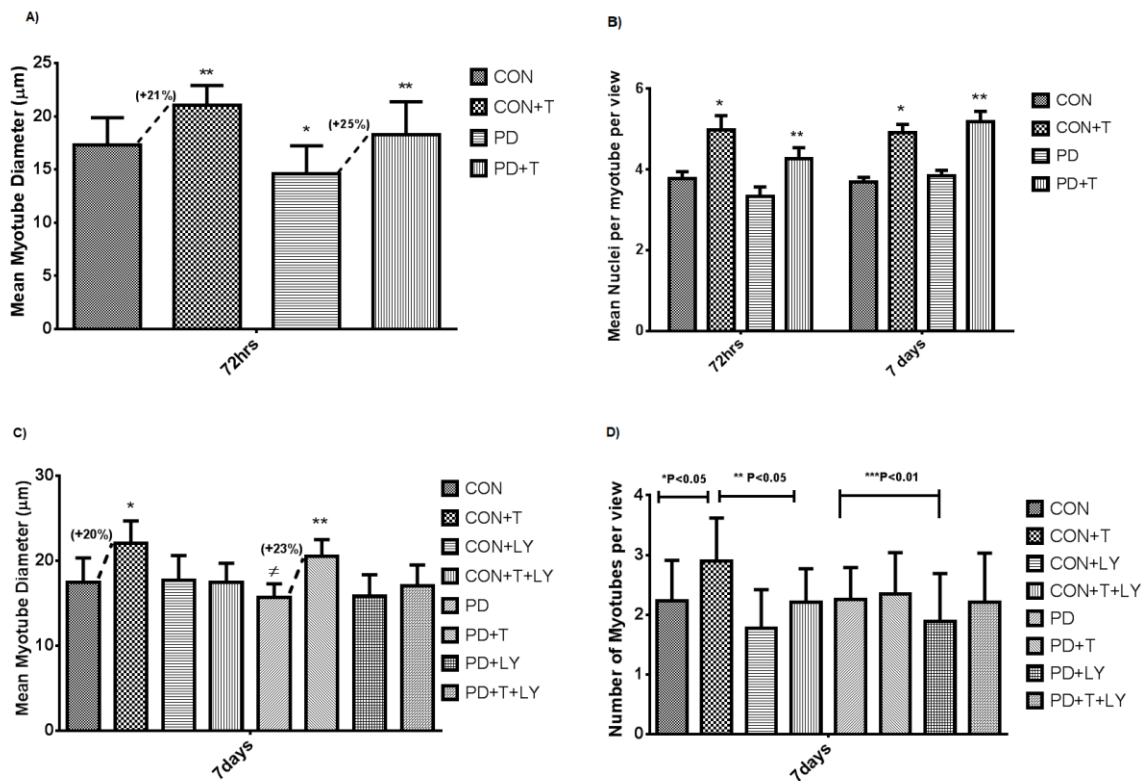 A)
Mean Myotube Diameter (µm)
25
20
15
10
5
0
(+21%)
**
*
(+25%)
**
72hrs
CON
CON+T
PD
PD+T
B)
Mean Nuclei per myotube per view
6
4
2
0
*
**
*
**
72hrs
7 days
CON
CON+T
PD
PD+T
C)
Mean Myotube Diameter (µm)
30
20
10
0
(+20%)
*
≠
(+23%)
**
7days
CON
CON+T
CON+LY
CON+T+LY
PD
PD+T
PD+LY
PD+T+LY
D)
Number of Myotubes per view
4
3
2
1
0
*P<0.05
** P<0.05
***P<0.01
7days
CON
CON+T
CON+LY
CON+T+LY
PD
PD+T
PD+LY
PD+T+LY